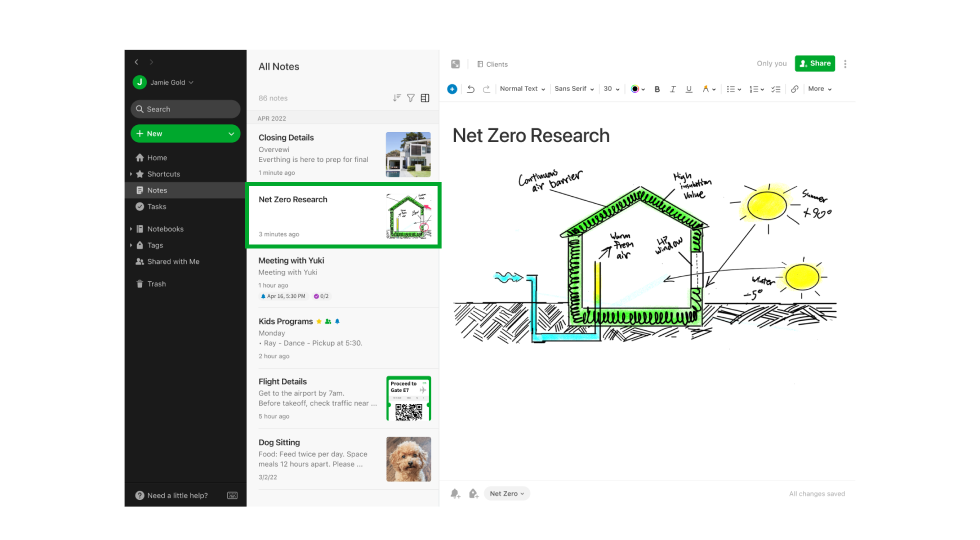 J
Jamie Gold
Search
New
Home
Shortcuts
Notes
Tasks
Notebooks
Tags
Shared with Me
Trash
Need a little help?
All Notes
86 notes
APR 2022
Closing Details
Overvewi
Everthing is here to prep for final
1 minute ago
Net Zero Research
3 minutes ago
Meeting with Yuki
Meeting with Yuki
1 hour ago
Apr 16, 5:30 PM
0/2
Kids Programs
Monday
• Ray - Dance - Pickup at 5:30.
2 hour ago
Flight Details
Get to the airport by 7am.
Before takeoff, check traffic near ...
5 hour ago
Proceed to
Gate E7
Dog Sitting
Food: Feed twice per day. Space
meals 12 hours apart. Please ...
3/2/22
Clients
Only you
Share
Normal Text
Sans Serif
30
B I U A
More
Net Zero Research
Continuous
air barrier
High
insulation
Value
Summer
+90°
Warm
Fresh
air
window
-5°
Net Zero
All changes saved